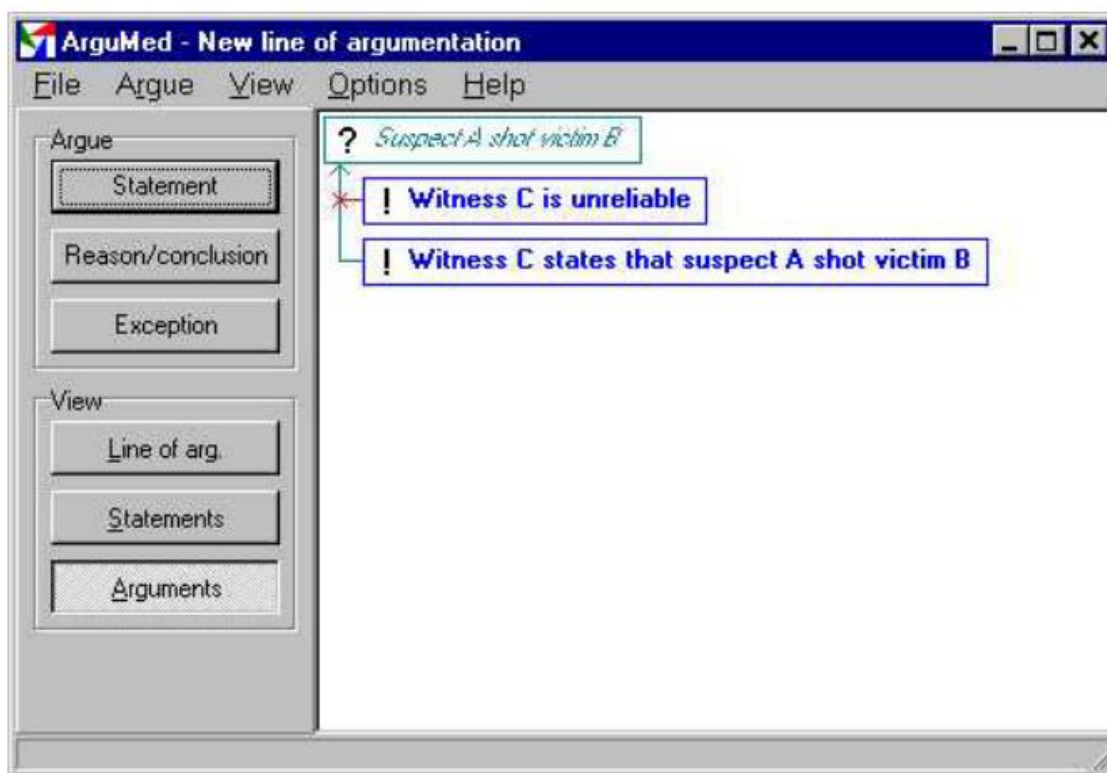 ArguMed - New line of argumentation
File Argue View Options Help
Argue
Statement
Reason/conclusion
Exception
View
Line of arg.
Statements
Arguments
? Suspect A shot victim B
! Witness C is unreliable
! Witness C states that suspect A shot victim B